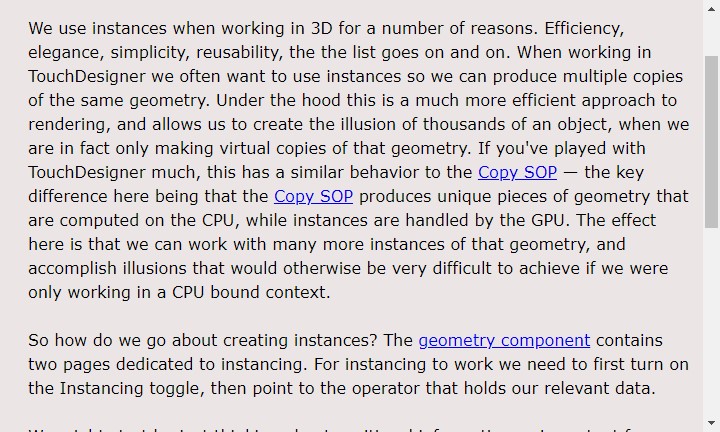 We use instances when working in 3D for a number of reasons. Efficiency,
elegance, simplicity, reusability, the the list goes on and on. When working in
TouchDesigner we often want to use instances so we can produce multiple copies
of the same geometry. Under the hood this is a much more efficient approach to
rendering, and allows us to create the illusion of thousands of an object, when we
are in fact only making virtual copies of that geometry. If you've played with
TouchDesigner much, this has a similar behavior to the Copy SOP — the key
difference here being that the Copy SOP produces unique pieces of geometry that
are computed on the CPU, while instances are handled by the GPU. The effect
here is that we can work with many more instances of that geometry, and
accomplish illusions that would otherwise be very difficult to achieve if we were
only working in a CPU bound context.
So how do we go about creating instances? The geometry component contains
two pages dedicated to instancing. For instancing to work we need to first turn on
the Instancing toggle, then point to the operator that holds our relevant data.